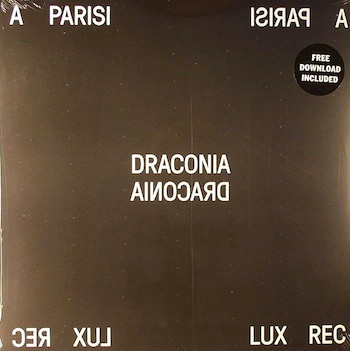 A PARISI
A PARISI
FREE
DOWNLOAD
INCLUDED
DRACONIA
DRACONIA
LUX REC
LUX REC